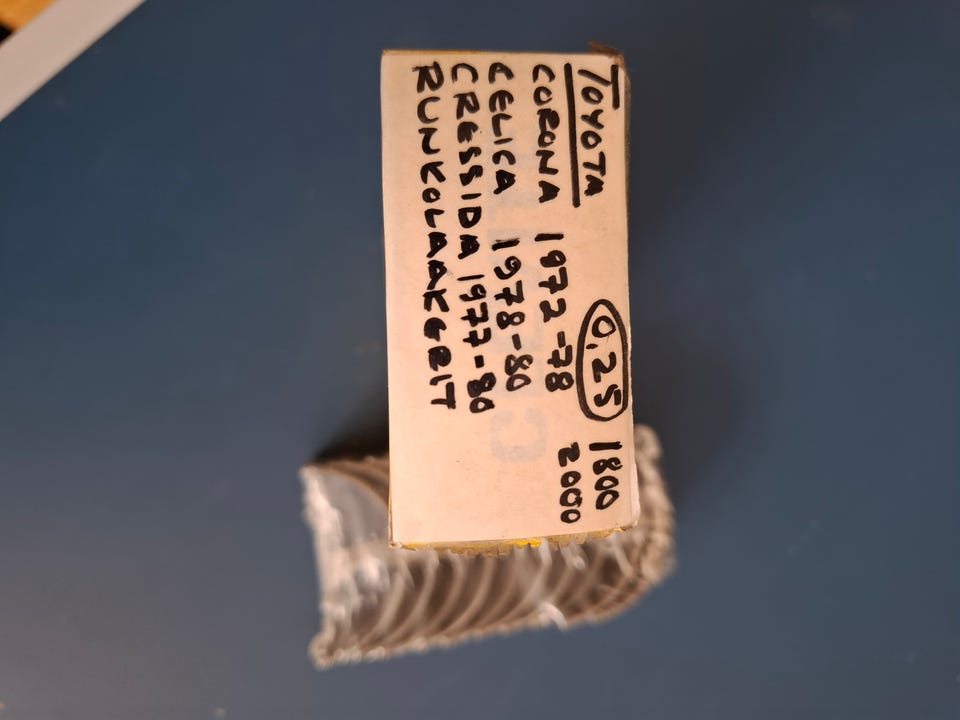 TOYOTA 0,25 1800
CORONA 1972-78 2000
CELICA 1978-80
CRESSIDA 1977-80
RUNKOLAAKERIT